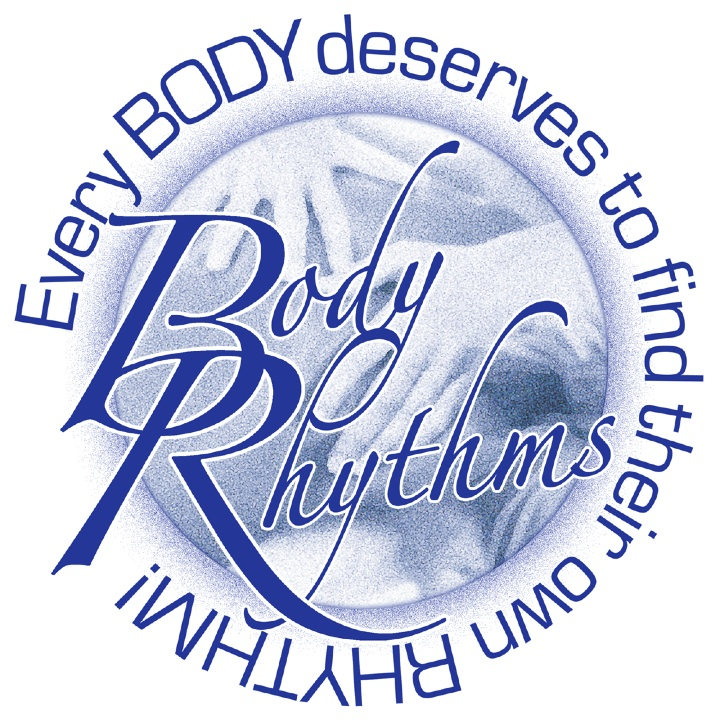 Every BODY deserves to find their own RHYTHM!
Body
Rhythms